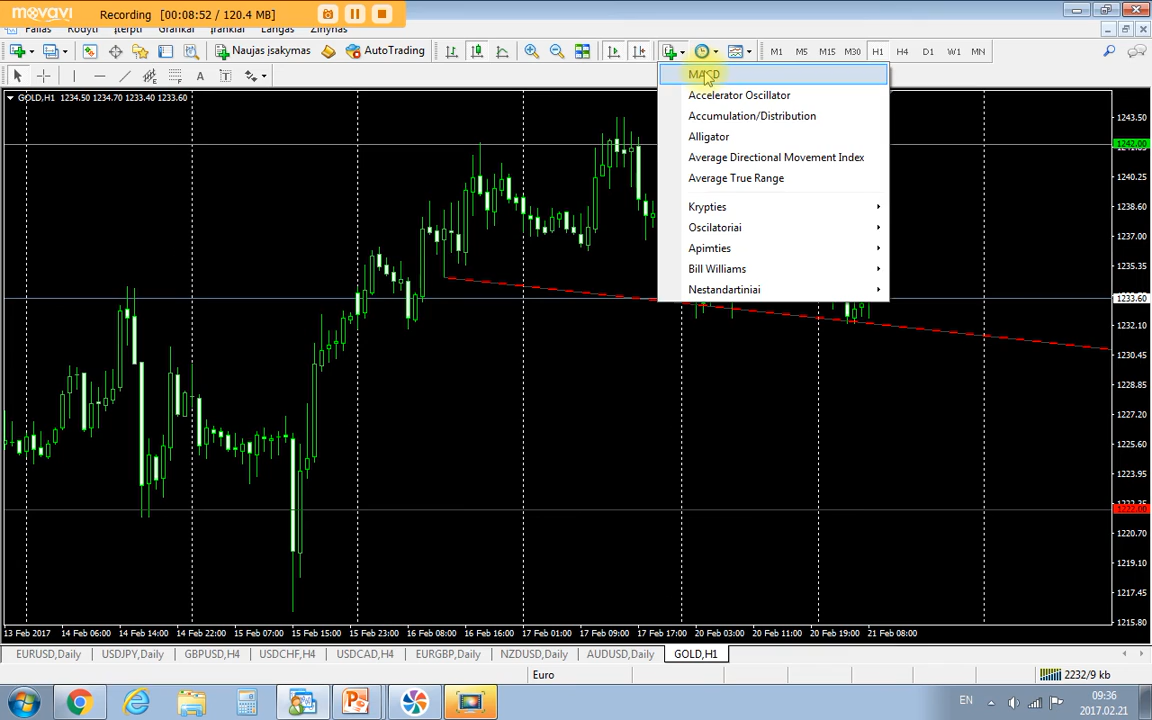 movavi Recording [00:08:52 / 120.4 MB]
Failas Rodyti Įterpti Grafikai Įrankiai Langas Žinynas
Naujas įsakymas AutoTrading M1 M5 M15 M30 H1 H4 D1 W1 MN
A T
GOLD,H1 1234.50 1234.70 1233.40 1233.60
MACD
Accelerator Oscillator
Accumulation/Distribution
Alligator
Average Directional Movement Index
Average True Range
Krypties
Osciliatoriai
Apimties
Bill Williams
Nestandartiniai
1243.50
1242.00
1240.25
1238.60
1237.00
1235.35
1233.60
1232.10
1230.45
1228.85
1227.20
1225.60
1223.95
1222.00
1220.70
1219.10
1217.45
1215.80
13 Feb 2017 14 Feb 06:00 14 Feb 14:00 14 Feb 22:00 15 Feb 07:00 15 Feb 15:00 15 Feb 23:00 16 Feb 08:00 16 Feb 16:00 17 Feb 01:00 17 Feb 09:00 17 Feb 17:00 20 Feb 03:00 20 Feb 11:00 20 Feb 19:00 21 Feb 08:00
EURUSD,Daily USDJPY,Daily GBPUSD,H4 USDCHF,H4 USDCAD,H4 EURGBP,Daily NZDUSD,Daily AUDUSD,Daily GOLD,H1
Euro 2232/9 kb
EN 09:36
2017.02.21